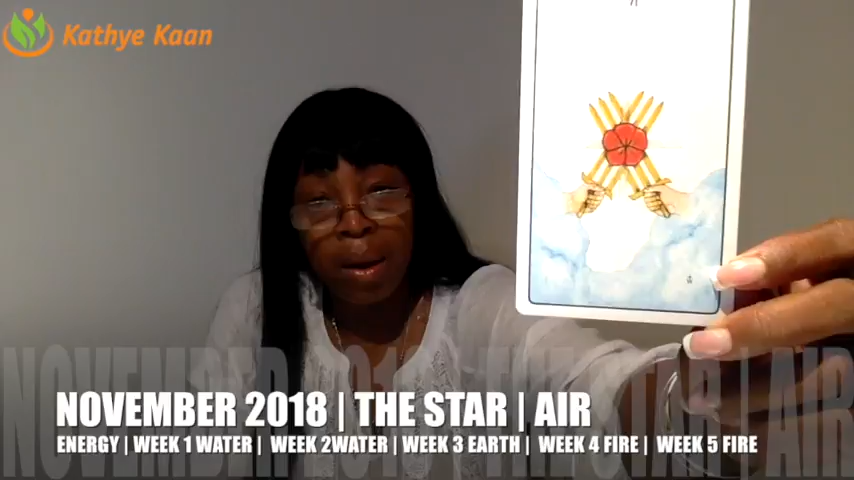 Kathye Kaan
NOVEMBER 2018 | THE STAR | AIR
ENERGY | WEEK 1 WATER | WEEK 2WATER | WEEK 3 EARTH | WEEK 4 FIRE | WEEK 5 FIRE